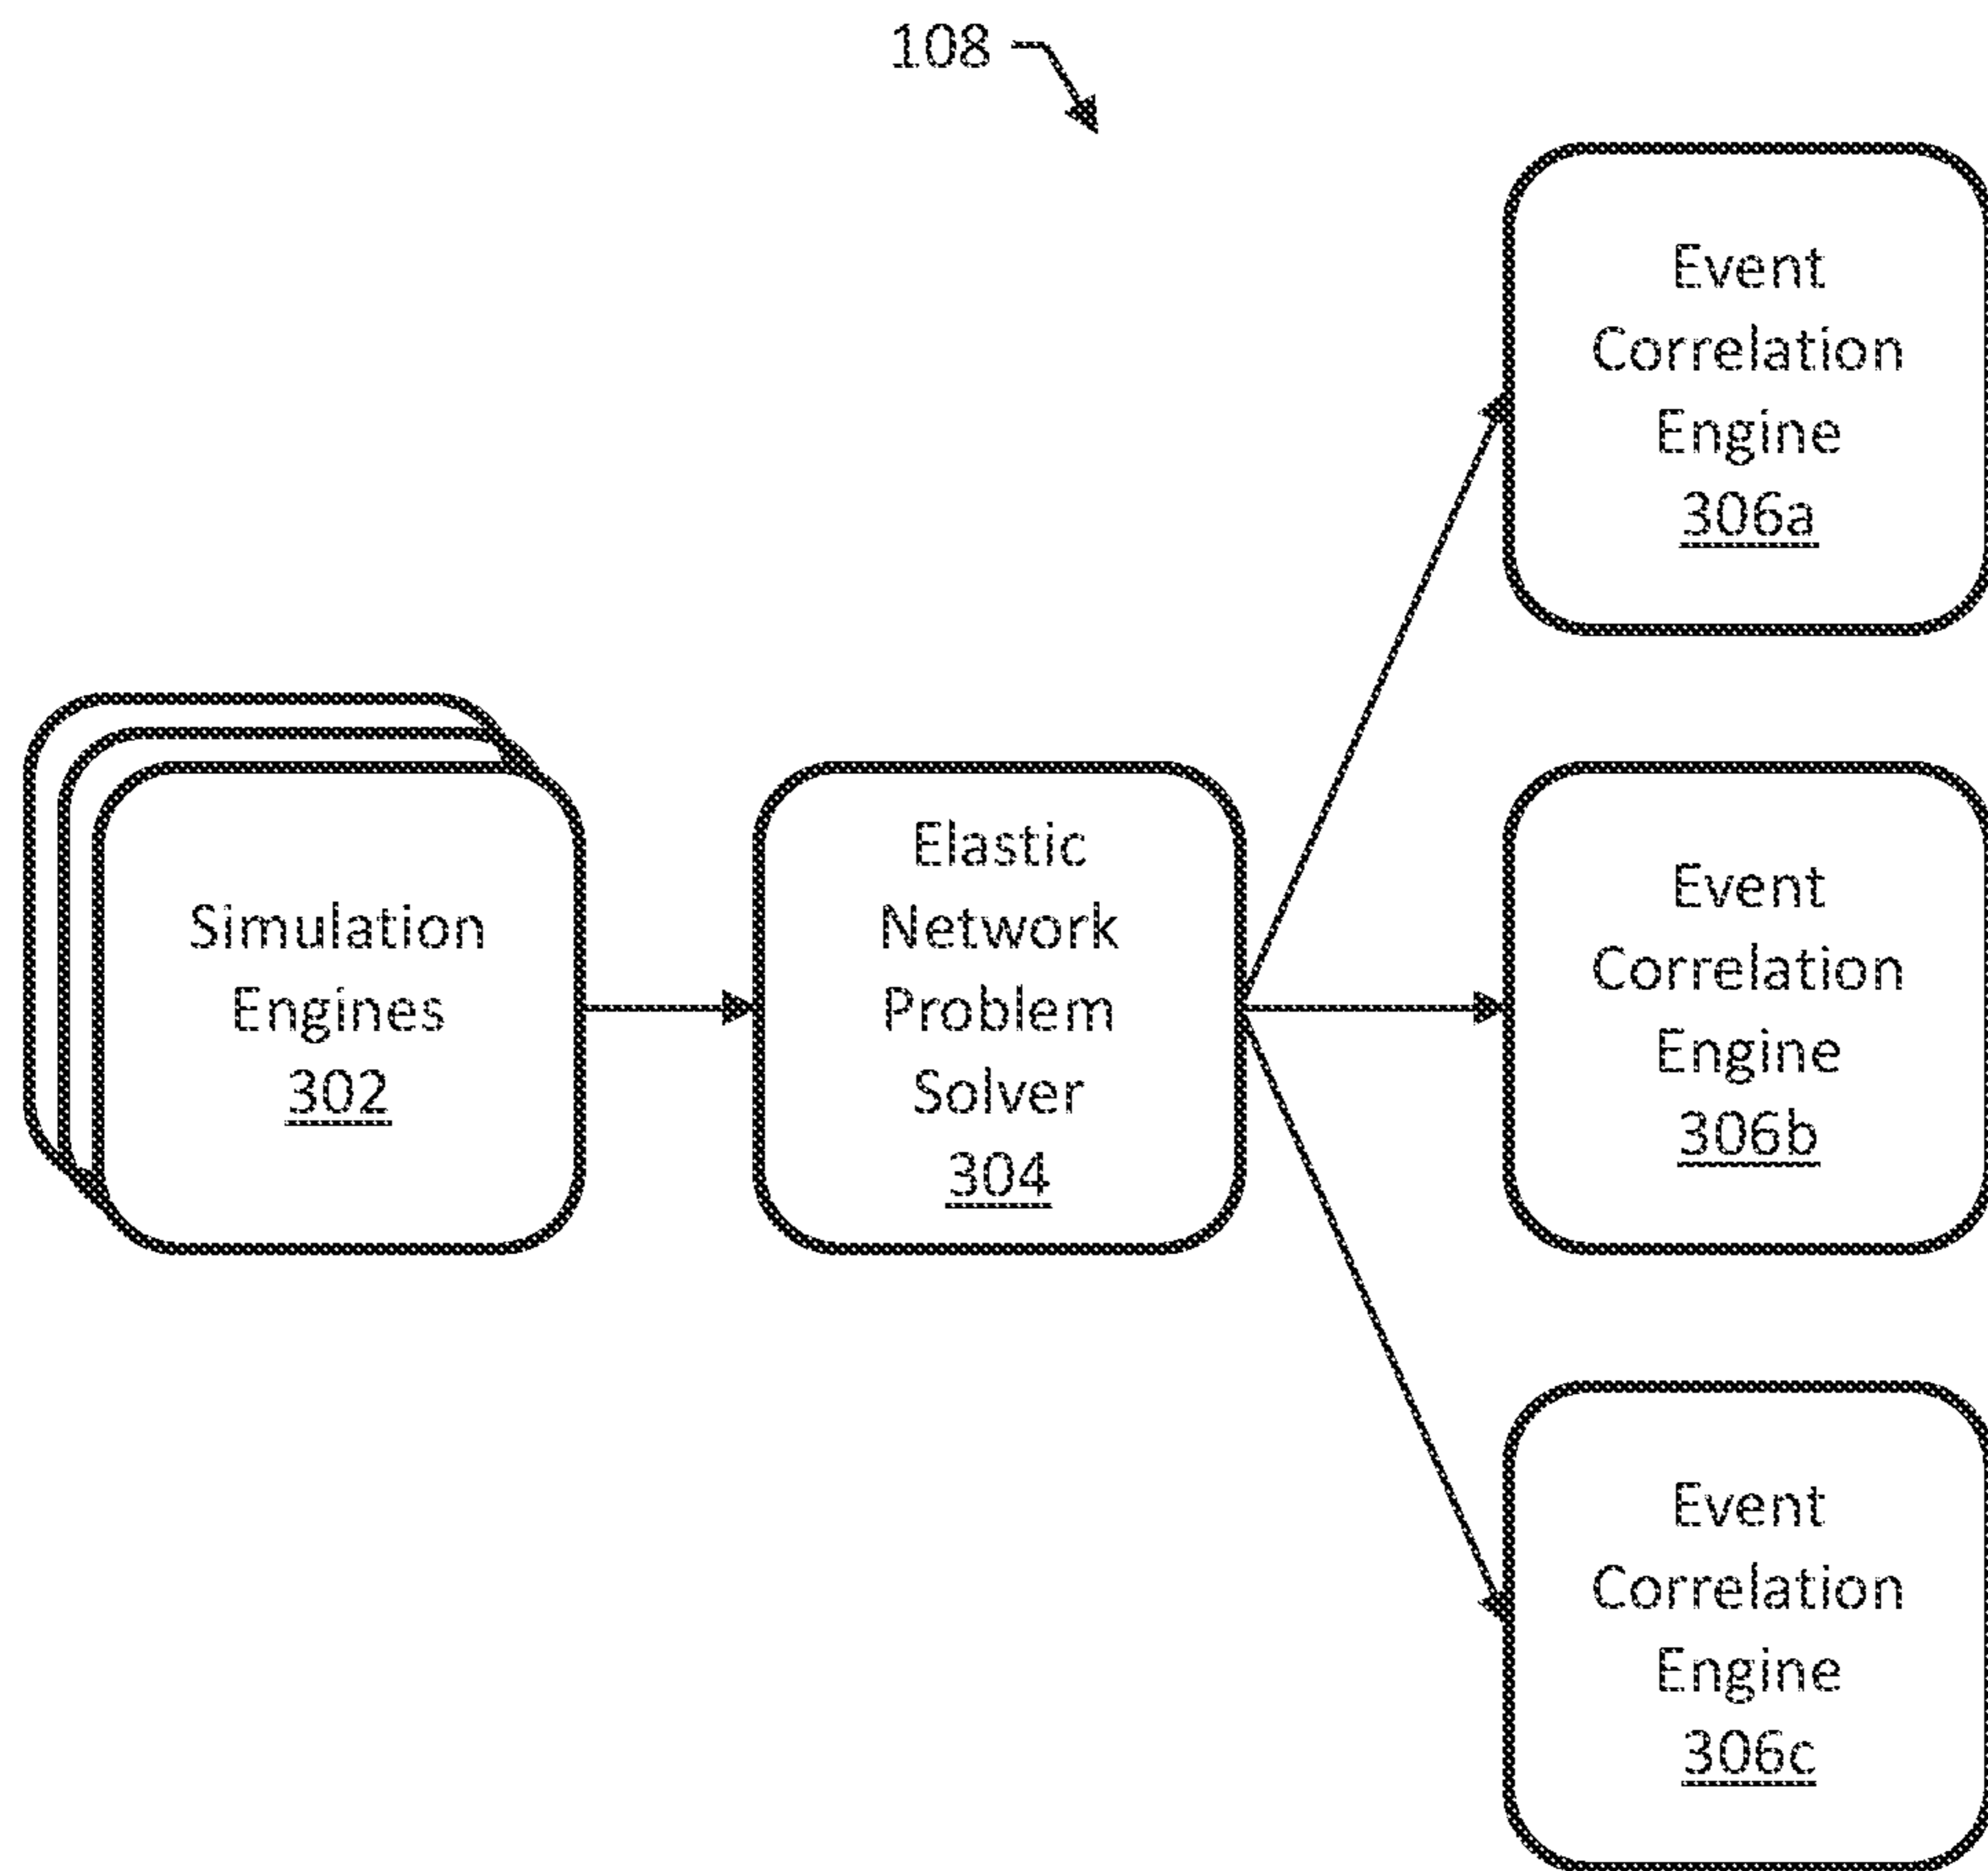 108
Event
Correlation
Engine
306a
Simulation
Engines
302
Elastic
Network
Problem
Solver
304
Event
Correlation
Engine
306b
Event
Correlation
Engine
306c